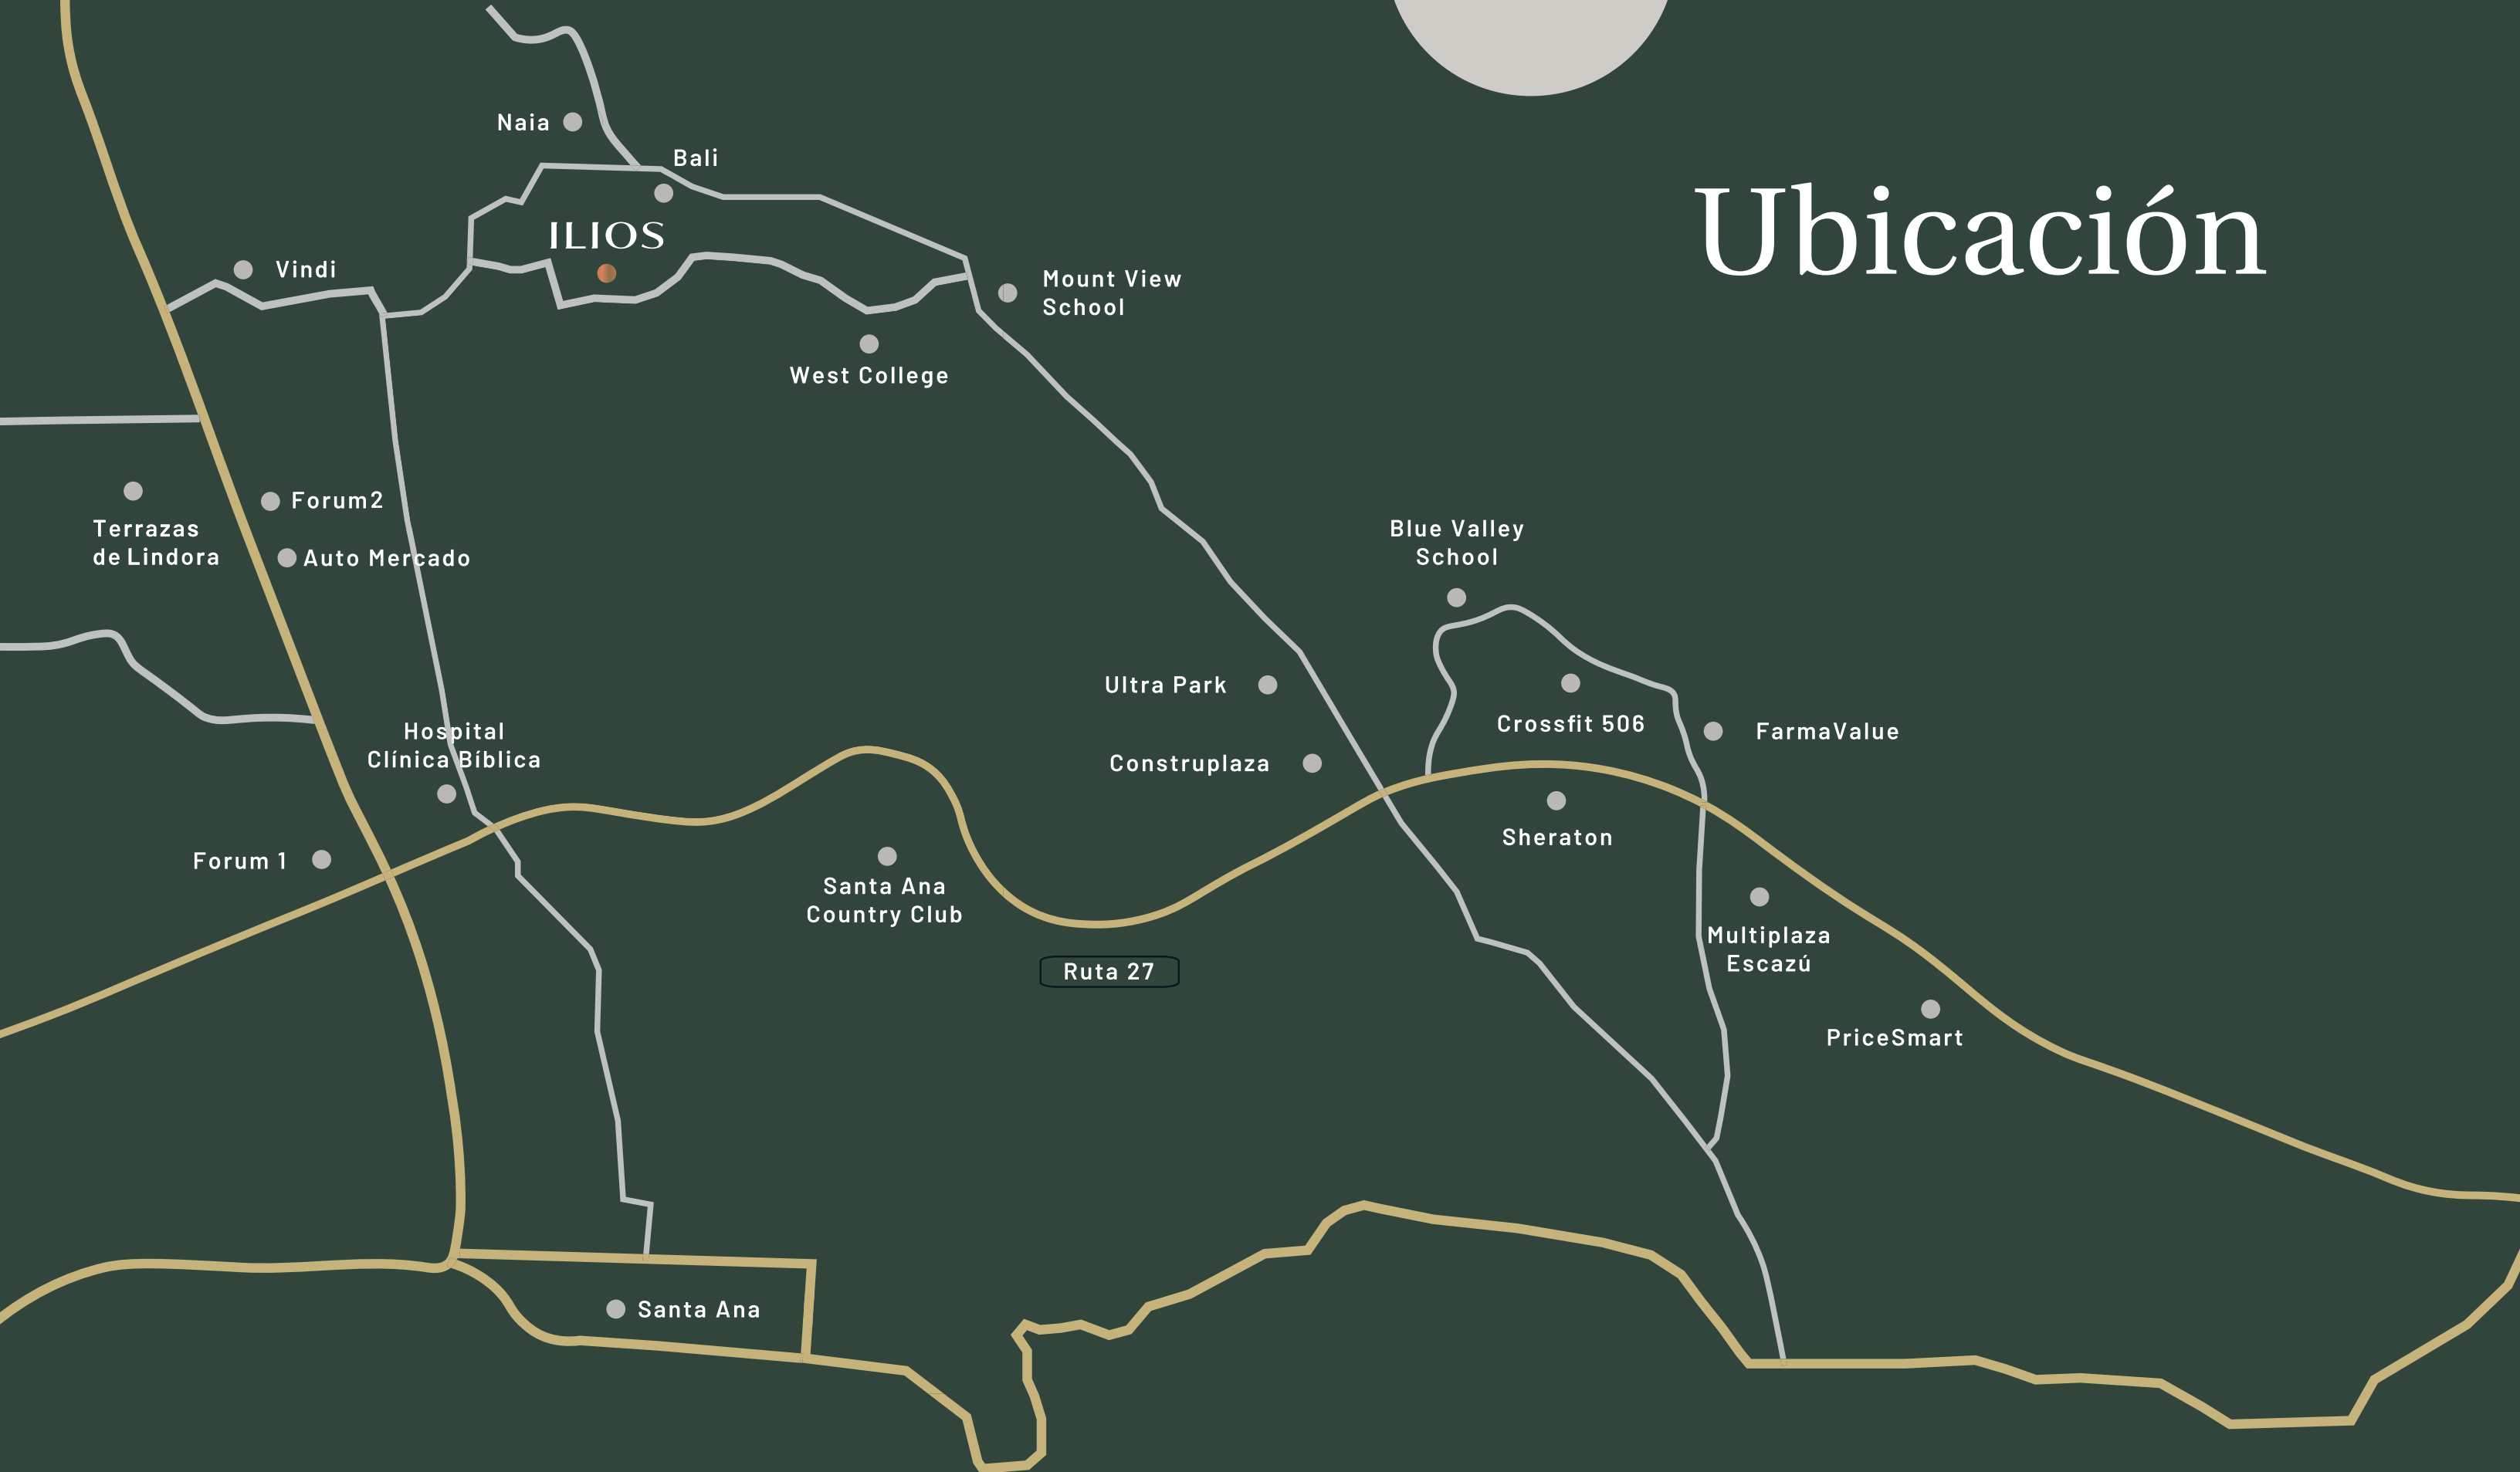 Ubicación
Naia
Bali
ILIOS
Vindi
Mount View
School
West College
Terrazas
de Lindora
Forum2
Auto Mercado
Blue Valley
School
Ultra Park
Crossfit 506
FarmaValue
Hospital
Clínica Bíblica
Construplaza
Sheraton
Forum 1
Santa Ana
Country Club
Multiplaza
Escazú
Ruta 27
PriceSmart
Santa Ana